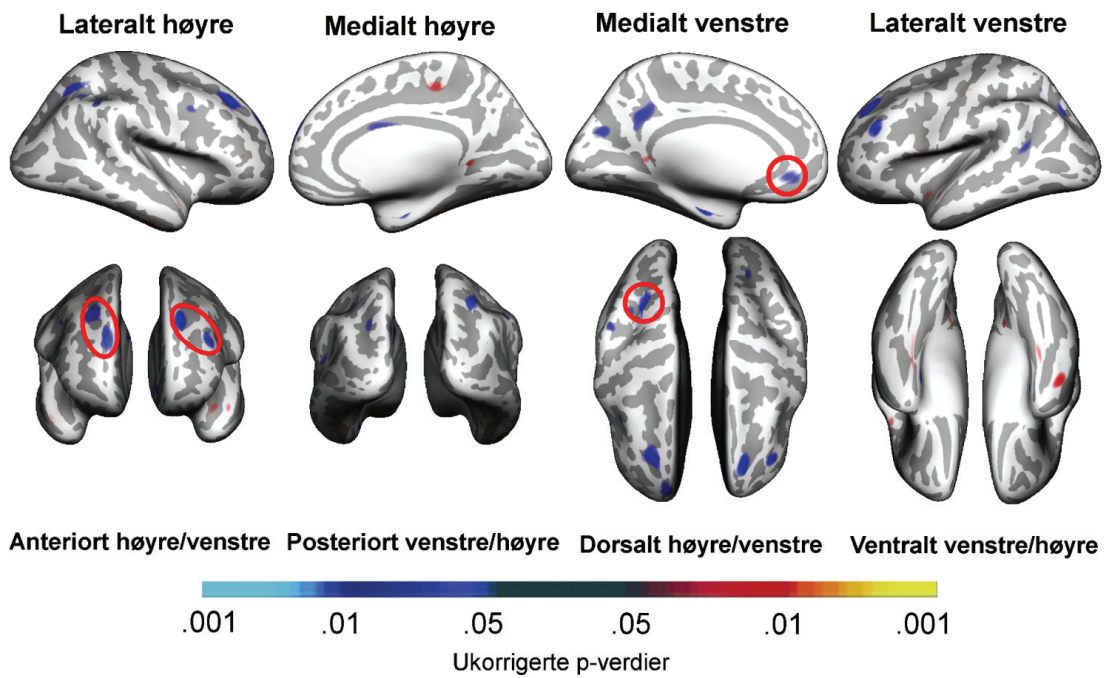 Lateralt høyre
Medialt høyre
Medialt venstre
Lateralt venstre
Anteriort høyre/venstre
Posteriort venstre/høyre
Dorsalt høyre/venstre
Ventralt venstre/høyre
.001
.01
.05
.05
.01
.001
Ukorrigerte p-verdier